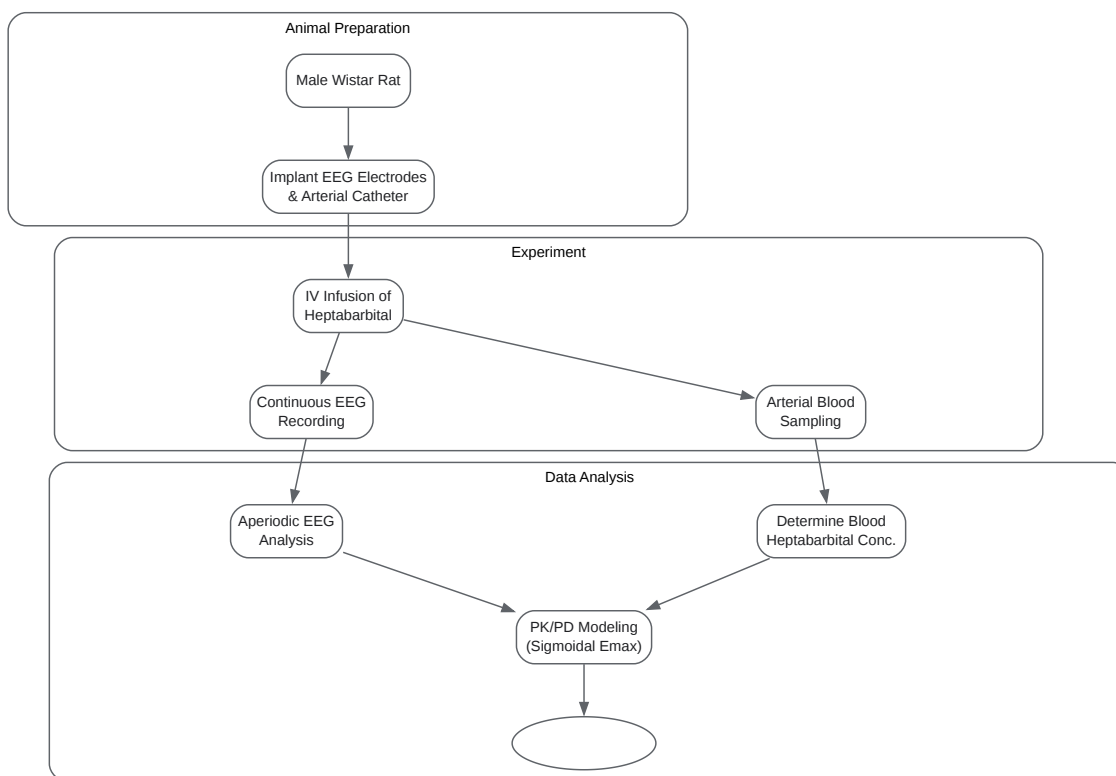 Animal Preparation
Male Wistar Rat
Implant EEG Electrodes
& Arterial Catheter
Experiment
IV Infusion of
Heptabarbital
Continuous EEG
Recording
Arterial Blood
Sampling
Data Analysis
Aperiodic EEG
Analysis
Determine Blood
Heptabarbital Conc.
PK/PD Modeling
(Sigmoidal Emax)